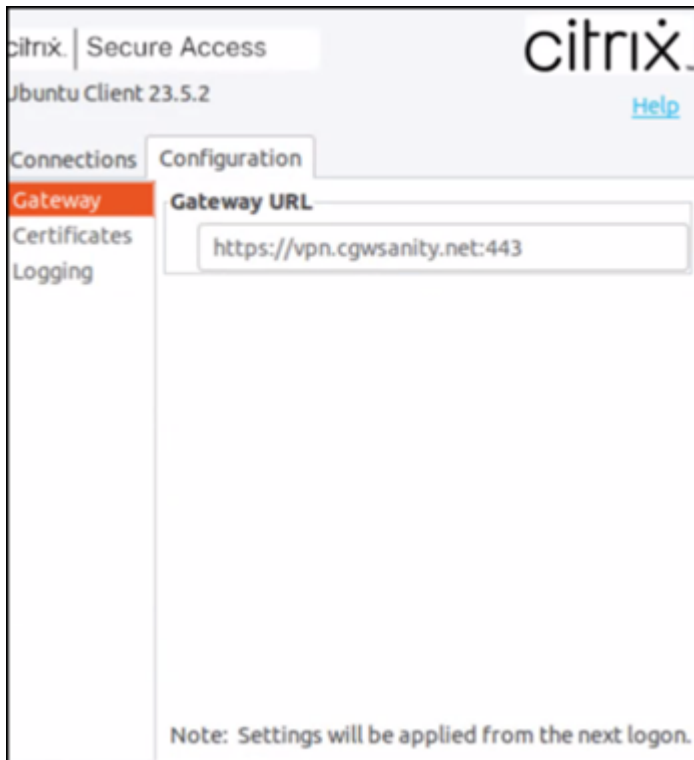 citrix. | Secure Access
citrix.
Ubuntu Client 23.5.2
Help
Connections
Configuration
Gateway
Gateway URL
Certificates
https://vpn.cgwsanity.net:443
Logging
Note: Settings will be applied from the next logon.